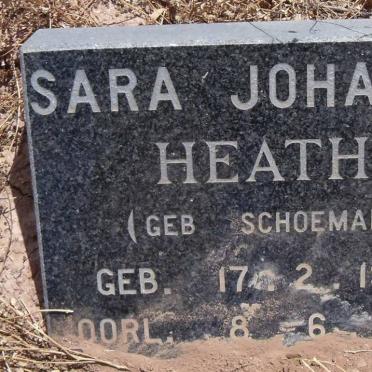 SARA JOHA
HEATH
(GEB SCHOEMA
GEB. 17.2.1
OORL. 8 6